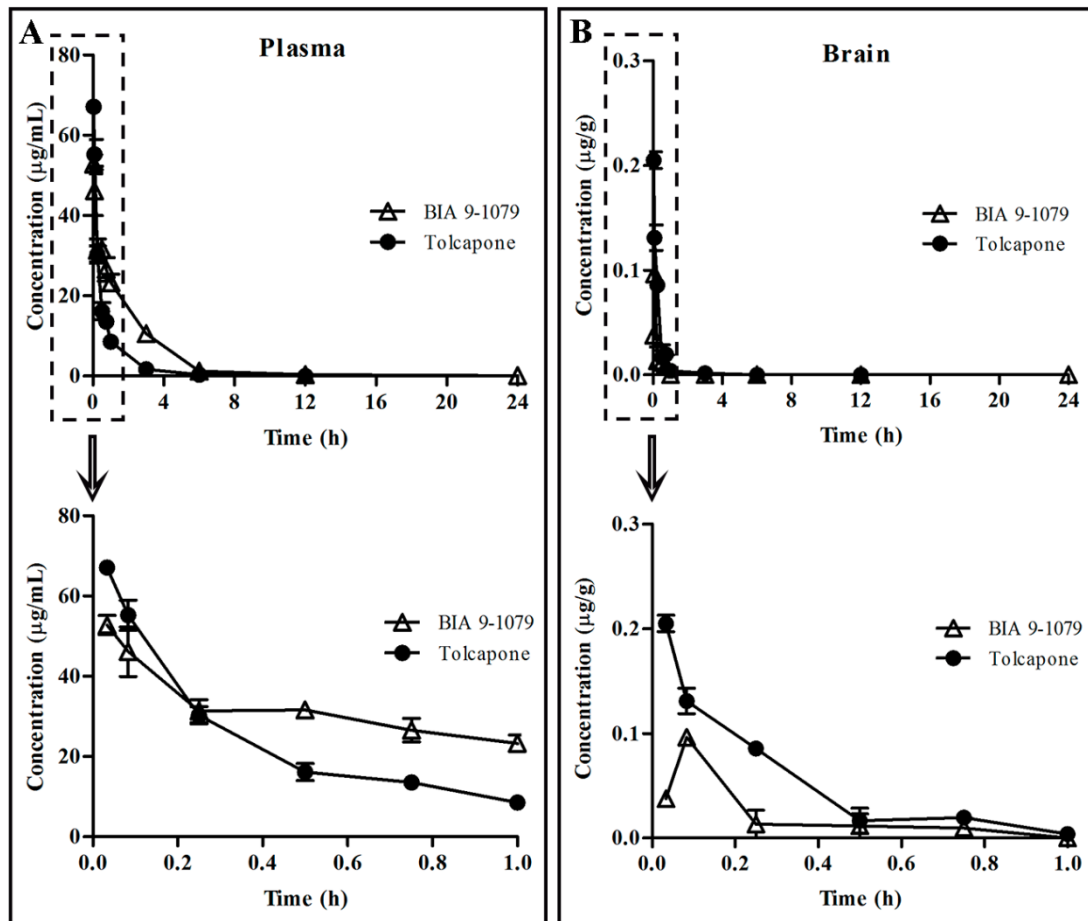 A
Plasma
Concentration (µg/mL)
80
60
40
20
0
BIA 9-1079
Tolcapone
0 4 8 12 16 20 24
Time (h)
Concentration (µg/mL)
80
60
40
20
0
BIA 9-1079
Tolcapone
0.0 0.2 0.4 0.6 0.8 1.0
Time (h)
B
Brain
Concentration (µg/g)
0.3
0.2
0.1
0.0
BIA 9-1079
Tolcapone
0 4 8 12 16 20 24
Time (h)
Concentration (µg/g)
0.3
0.2
0.1
0.0
BIA 9-1079
Tolcapone
0.0 0.2 0.4 0.6 0.8 1.0
Time (h)